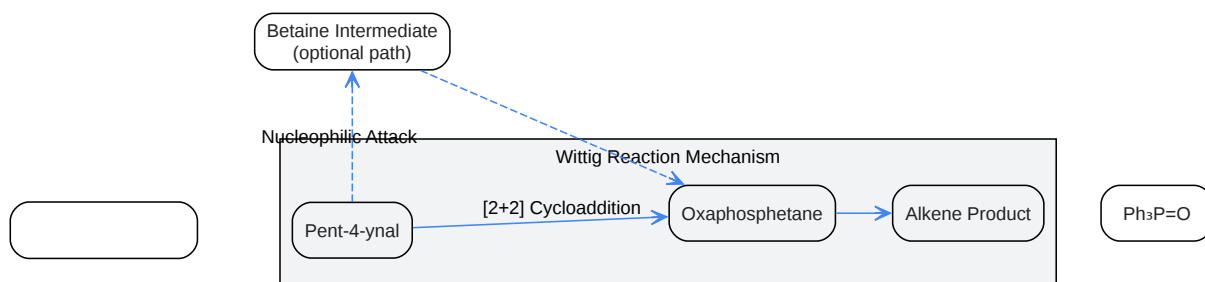 Betaine Intermediate
(optional path)
Nucleophilic Attack
Wittig Reaction Mechanism
[2+2] Cycloaddition
Pent-4-ynal
Oxaphosphetane
Alkene Product
Ph₃P=O